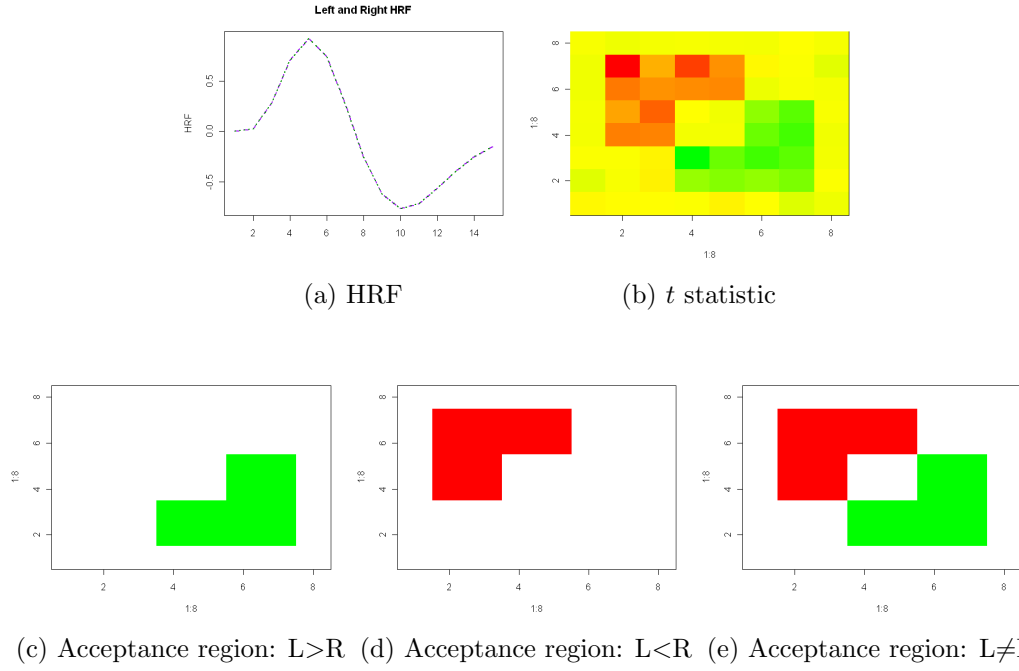 Left and Right HRF
HRF
0.5
0.0
-0.5
2 4 6 8 10 12 14
(a) HRF
1:8
8
6
4
2
2 4 6 8
1:8
(b) t statistic
1:8
8
6
4
2
2 4 6 8
1:8
(c) Acceptance region: L>R
1:8
8
6
4
2
2 4 6 8
1:8
(d) Acceptance region: L<R
1:8
8
6
4
2
2 4 6 8
1:8
(e) Acceptance region: L≠